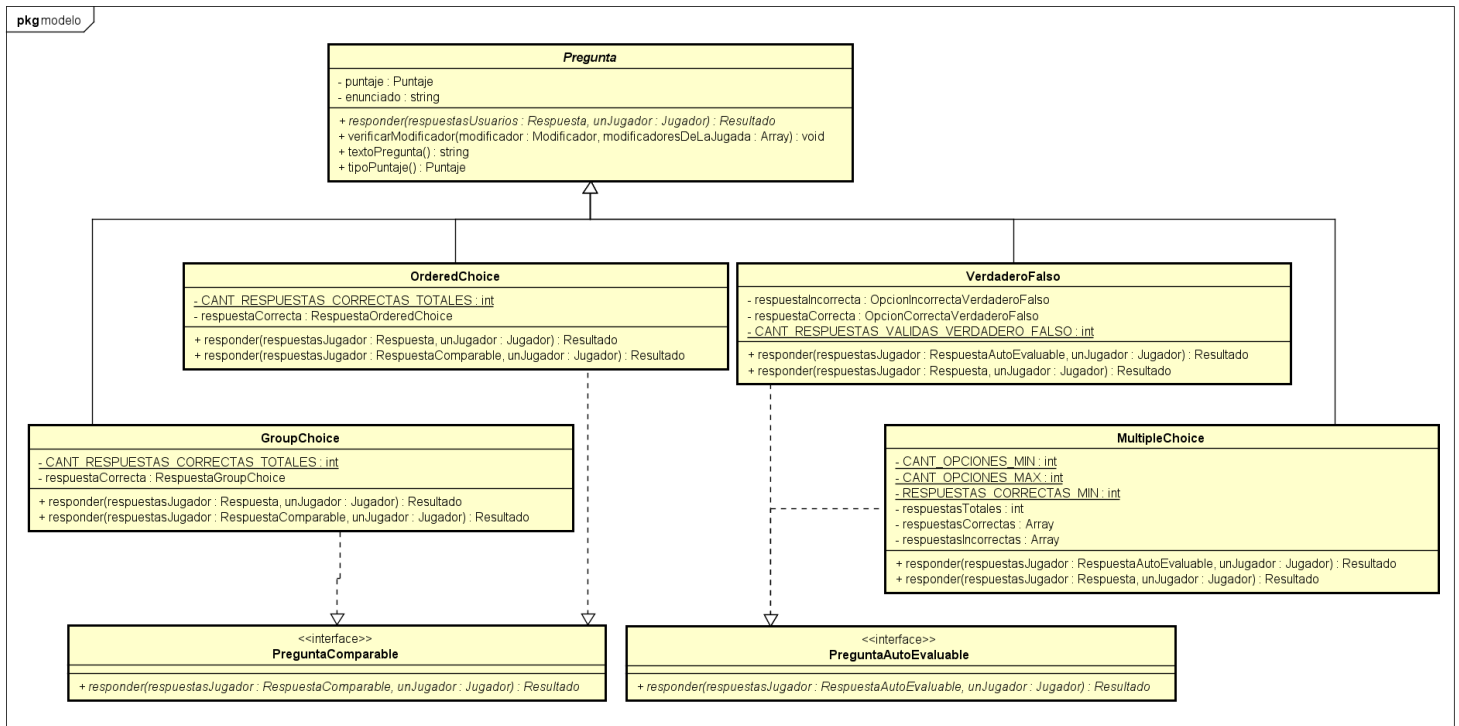 pkg modelo
Pregunta
- puntaje : Puntaje
- enunciado : string
+ responder(respuestasUsuarios : Respuesta, unJugador : Jugador) : Resultado
+ verificarModificador(modificador : Modificador, modificadoresDeLaJugada : Array) : void
+ textoPregunta() : string
+ tipoPuntaje() : Puntaje
OrderedChoice
- CANT_RESPUESTAS_CORRECTAS_TOTALES : int
- respuestaCorrecta : RespuestaOrderedChoice
+ responder(respuestasJugador : Respuesta, unJugador : Jugador) : Resultado
+ responder(respuestasJugador : RespuestaComparable, unJugador : Jugador) : Resultado
VerdaderoFalso
- respuestaIncorrecta : OpcionIncorrectaVerdaderoFalso
- respuestaCorrecta : OpcionCorrectaVerdaderoFalso
- CANT_RESPUESTAS_VALIDAS_VERDADERO_FALSO : int
+ responder(respuestasJugador : RespuestaAutoEvaluable, unJugador : Jugador) : Resultado
+ responder(respuestasJugador : Respuesta, unJugador : Jugador) : Resultado
GroupChoice
- CANT_RESPUESTAS_CORRECTAS_TOTALES : int
- respuestaCorrecta : RespuestaGroupChoice
+ responder(respuestasJugador : Respuesta, unJugador : Jugador) : Resultado
+ responder(respuestasJugador : RespuestaComparable, unJugador : Jugador) : Resultado
MultipleChoice
- CANT_OPCIONES_MIN : int
- CANT_OPCIONES_MAX : int
- RESPUESTAS_CORRECTAS_MIN : int
- respuestasTotales : int
- respuestasCorrectas : Array
- respuestasIncorrectas : Array
+ responder(respuestasJugador : RespuestaAutoEvaluable, unJugador : Jugador) : Resultado
+ responder(respuestasJugador : Respuesta, unJugador : Jugador) : Resultado
<<interface>>
PreguntaComparable
+ responder(respuestasJugador : RespuestaComparable, unJugador : Jugador) : Resultado
<<interface>>
PreguntaAutoEvaluable
+ responder(respuestasJugador : RespuestaAutoEvaluable, unJugador : Jugador) : Resultado